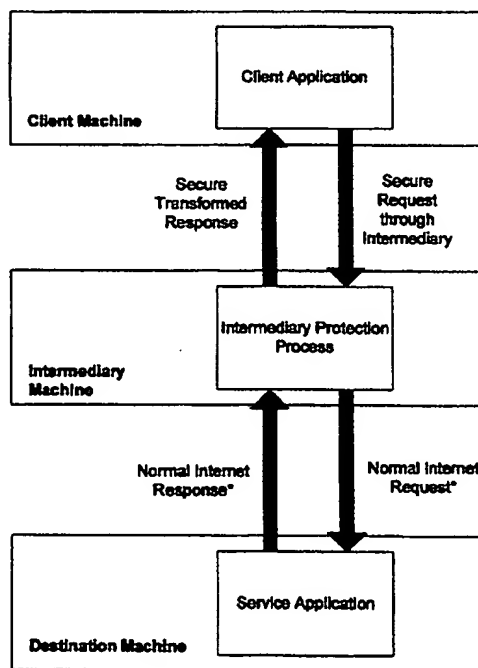 Client Application
Client Machine
Secure
Transformed
Response
Secure
Request
through
Intermediary
Intermediary Protection
Process
Intermediary
Machine
Normal Internet
Response*
Normal Internet
Request*
Service Application
Destination Machine